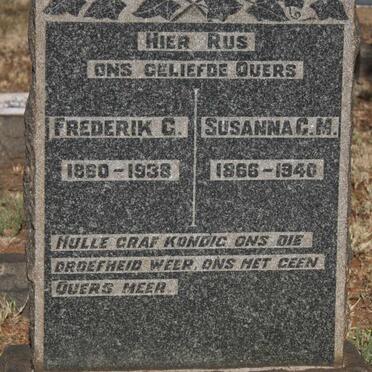 HIER RUS
ONS GELIEFDE OUERS
FREDERIK G. SUSANNA C. M.
1860-1938 1866-1940
HULLE GRAF KONDIG ONS DIE
DROEFHEID WEER, ONS HET GEEN
OUERS MEER